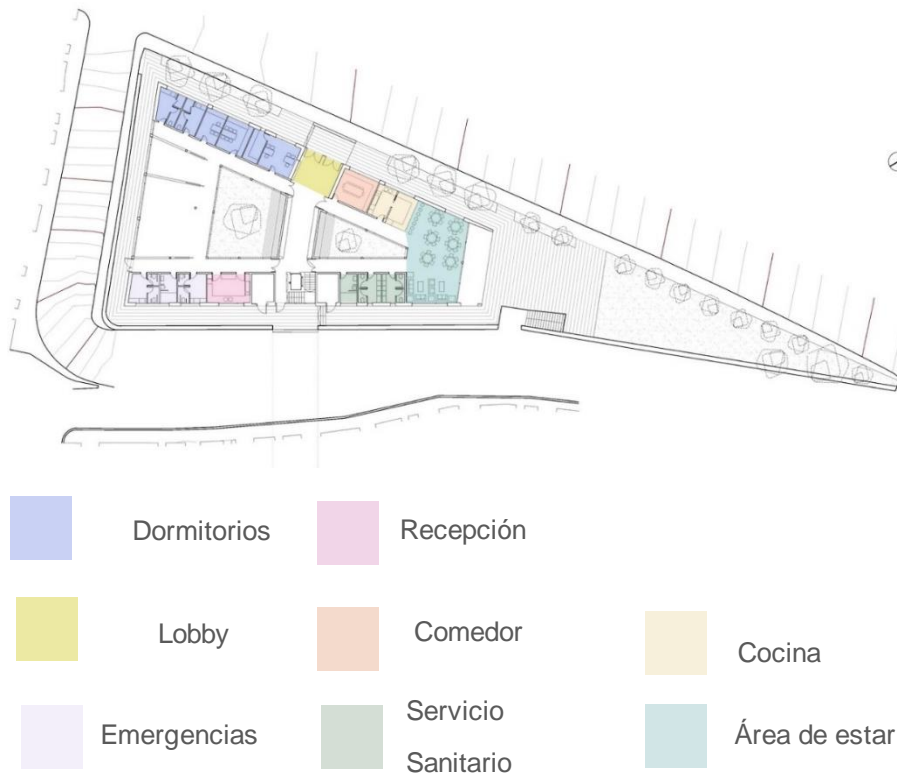 Dormitorios
Recepción
Lobby
Comedor
Cocina
Emergencias
Servicio
Sanitario
Área de estar